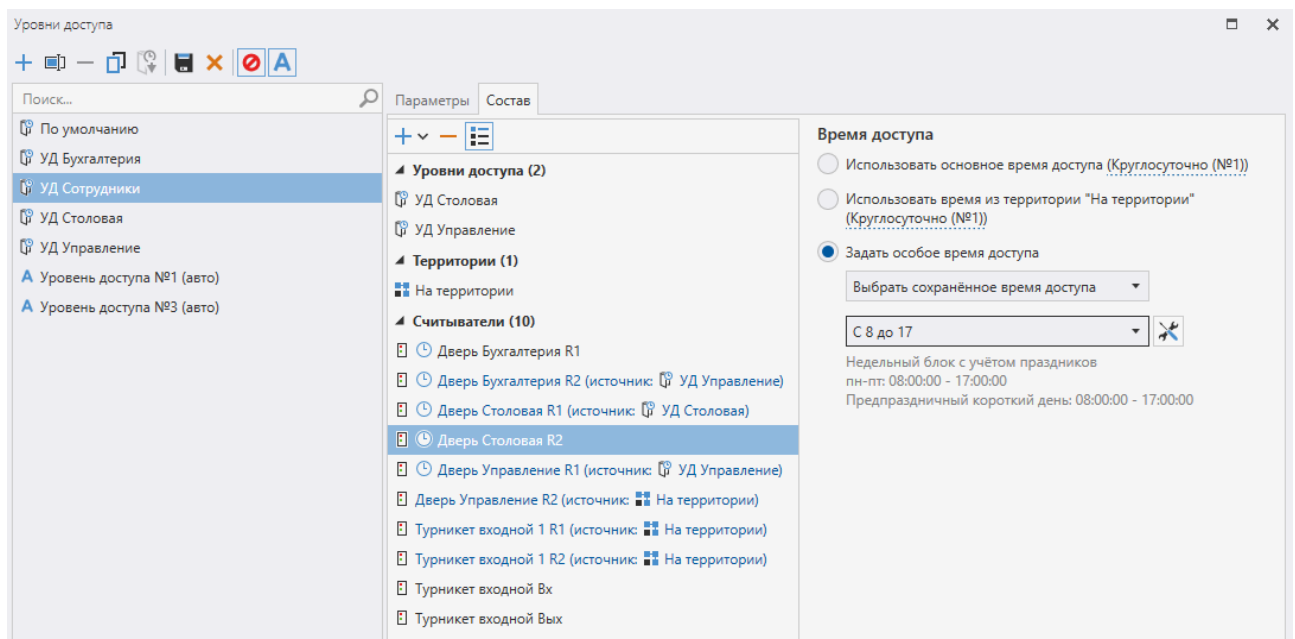 Уровни доступа
A
Поиск...
По умолчанию
УД Бухгалтерия
УД Сотрудники
УД Столовая
УД Управление
A Уровень доступа №1 (авто)
A Уровень доступа №3 (авто)
Параметры Состав
Уровни доступа (2)
УД Столовая
УД Управление
Территории (1)
На территории
Считыватели (10)
Дверь Бухгалтерия R1
Дверь Бухгалтерия R2 (источник: УД Управление)
Дверь Столовая R1 (источник: УД Столовая)
Дверь Столовая R2
Дверь Управление R1 (источник: УД Управление)
Дверь Управление R2 (источник: На территории)
Турникет входной 1 R1 (источник: На территории)
Турникет входной 1 R2 (источник: На территории)
Турникет входной Вх
Турникет входной Вых
Время доступа
Использовать основное время доступа (Круглосуточно (№1))
Использовать время из территории "На территории"
(Круглосуточно (№1))
Задать особое время доступа
Выбрать сохранённое время доступа
С 8 до 17
Недельный блок с учётом праздников
пн-пт: 08:00:00 - 17:00:00
Предпраздничный короткий день: 08:00:00 - 17:00:00